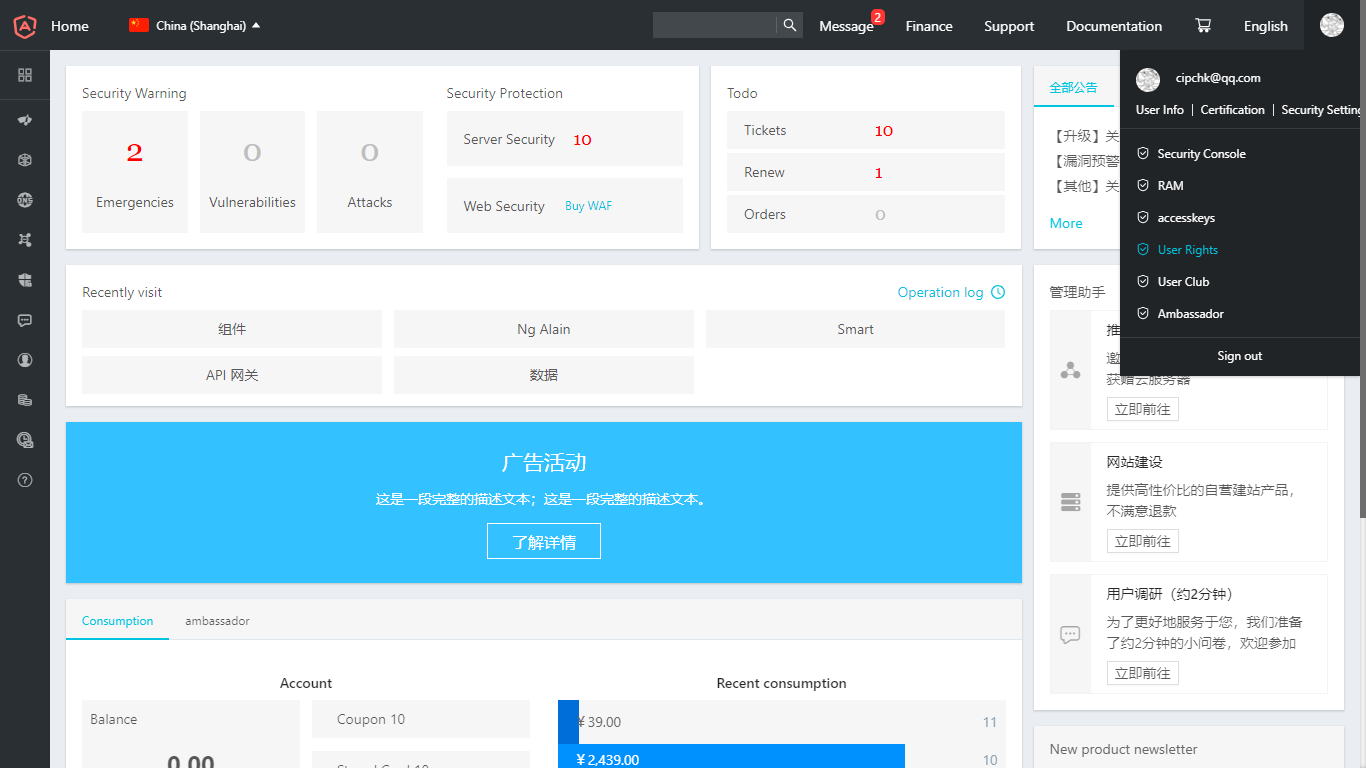 Home
China (Shanghai)
Message
2
Finance
Support
Documentation
English
cipchk@qq.com
User Info
Certification
Security Setting
Security Console
RAM
accesskeys
User Rights
User Club
Ambassador
Sign out
Security Warning
2
Emergencies
0
Vulnerabilities
0
Attacks
Security Protection
Server Security 10
Web Security Buy WAF
Todo
Tickets 10
Renew 1
Orders 0
全部公告
【升级】关
【漏洞预警
【其他】关
More
Recently visit
Operation log
组件
Ng Alain
Smart
API 网关
数据
广告活动
这是一段完整的描述文本；这是一段完整的描述文本。
了解详情
管理助手
推
邀
获赠云服务器
立即前往
网站建设
提供高性价比的自营建站产品，
不满意退款
立即前往
用户调研（约2分钟）
为了更好地服务于您，我们准备
了约2分钟的小问卷，欢迎参加
立即前往
Consumption
ambassador
Account
Balance
0.00
Coupon 10
Recent consumption
¥ 39.00 11
¥ 2,439.00 10
New product newsletter